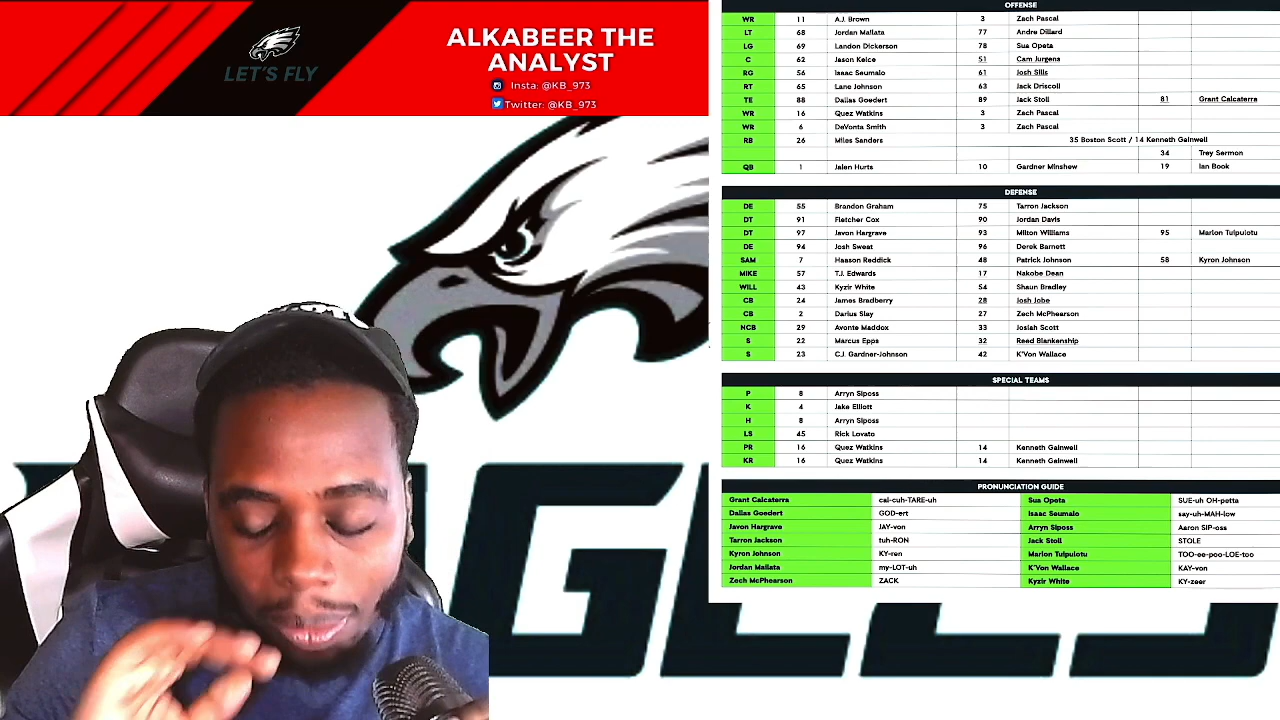 LET'S FLY
ALKABEER THE
ANALYST
Insta: @KB_973
Twitter: @KB_973
OFFENSE
WR 11 A.J. Brown 3 Zach Pascal
LT 68 Jordan Mailata 77 Andre Dillard
LG 69 Landon Dickerson 78 Sua Opeta
C 62 Jason Kelce 51 Cam Jurgens
RG 56 Isaac Seumalo 61 Josh Sills
RT 65 Lane Johnson 63 Jack Driscoll
TE 88 Dallas Goedert 89 Jack Stoll 81 Grant Calcaterra
WR 16 Quez Watkins 3 Zach Pascal
WR 6 DeVonta Smith 3 Zach Pascal
RB 26 Miles Sanders 35 Boston Scott / 14 Kenneth Gainwell
34 Trey Sermon
QB 1 Jalen Hurts 10 Gardner Minshew 19 Ian Book
DEFENSE
DE 55 Brandon Graham 75 Tarron Jackson
DT 91 Fletcher Cox 90 Jordan Davis
DT 97 Javon Hargrave 93 Milton Williams 95 Marlon Tuipulotu
DE 94 Josh Sweat 96 Derek Barnett
SAM 7 Haason Reddick 48 Patrick Johnson 58 Kyron Johnson
MIKE 57 T.J. Edwards 17 Nakobe Dean
WILL 43 Kyzir White 54 Shaun Bradley
CB 24 James Bradberry 28 Josh Jobe
CB 2 Darius Slay 27 Zech McPhearson
NCB 29 Avonte Maddox 33 Josiah Scott
S 22 Marcus Epps 32 Reed Blankenship
S 23 C.J. Gardner-Johnson 42 K'Von Wallace
SPECIAL TEAMS
P 8 Arryn Siposs
K 4 Jake Elliott
H 8 Arryn Siposs
LS 45 Rick Lovato
PR 16 Quez Watkins 14 Kenneth Gainwell
KR 16 Quez Watkins 14 Kenneth Gainwell
PRONUNCIATION GUIDE
Grant Calcaterra cal-cuh-TARE-uh Sua Opeta SUE-uh OH-petta
Dallas Goedert GOD-ert Isaac Seumalo say-uh-MAH-low
Javon Hargrave JAY-von Arryn Siposs Aaron SIP-oss
Tarron Jackson tuh-RON Jack Stoll STOLE
Kyron Johnson KY-ren Marlon Tuipulotu TOO-ee-poo-LOE-too
Jordan Mailata my-LOT-uh K'Von Wallace KAY-von
Zech McPhearson ZACK Kyzir White KY-zeer